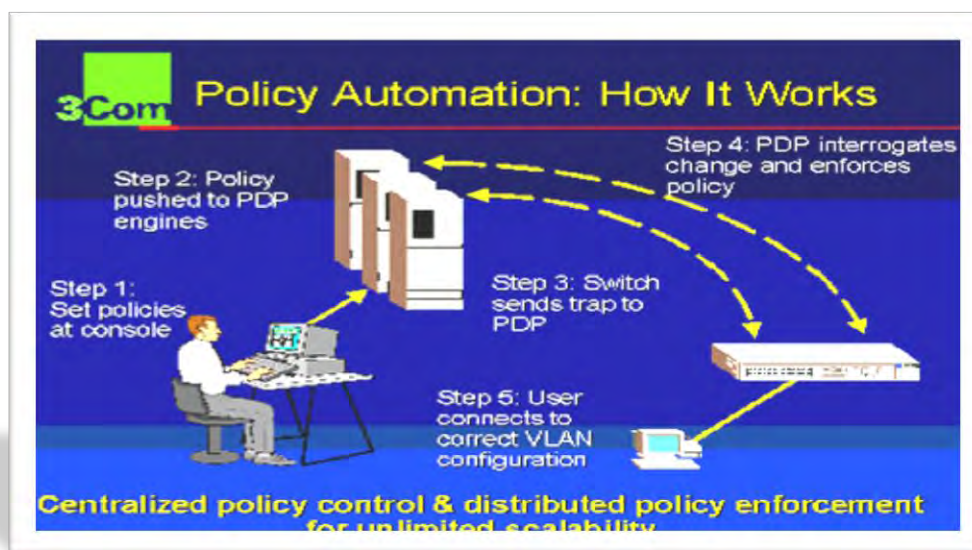 3Com
Policy Automation: How It Works
Step 1:
Set policies
at console
Step 2: Policy
pushed to PDP
engines
Step 3: Switch
sends trap to
PDP
Step 4: PDP interrogates
change and enforces
policy
Step 5: User
connects to
correct VLAN
configuration
Centralized policy control & distributed policy enforcement
for unlimited scalability